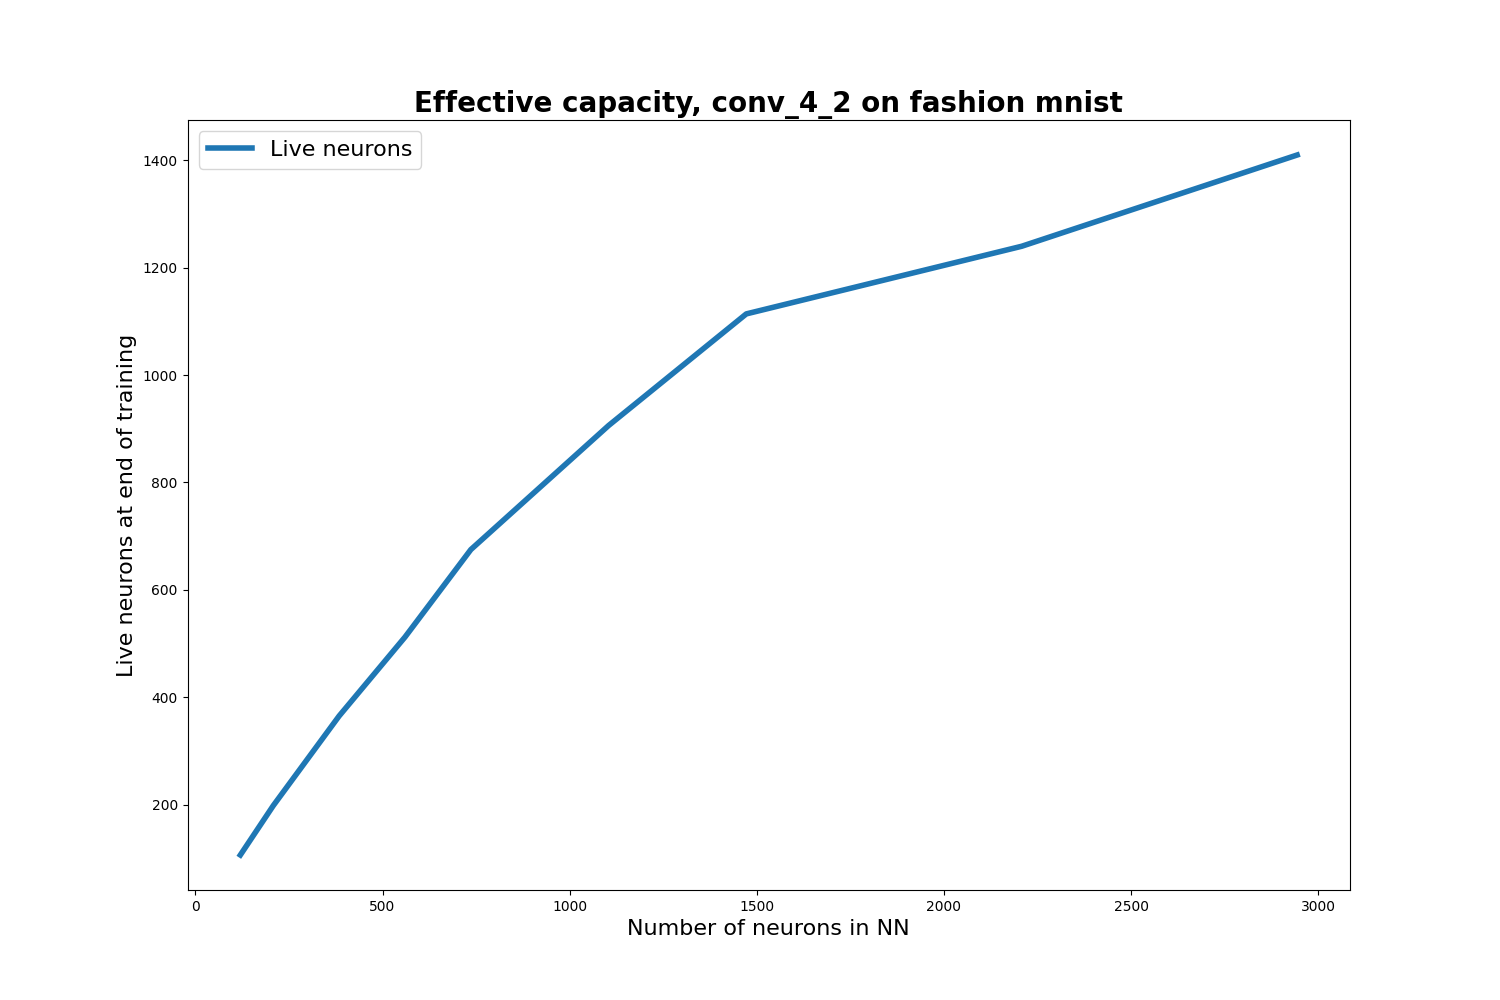 Effective capacity, conv_4_2 on fashion mnist
Live neurons
1400
1200
1000
800
600
400
200
Live neurons at end of training
0 500 1000 1500 2000 2500 3000
Number of neurons in NN